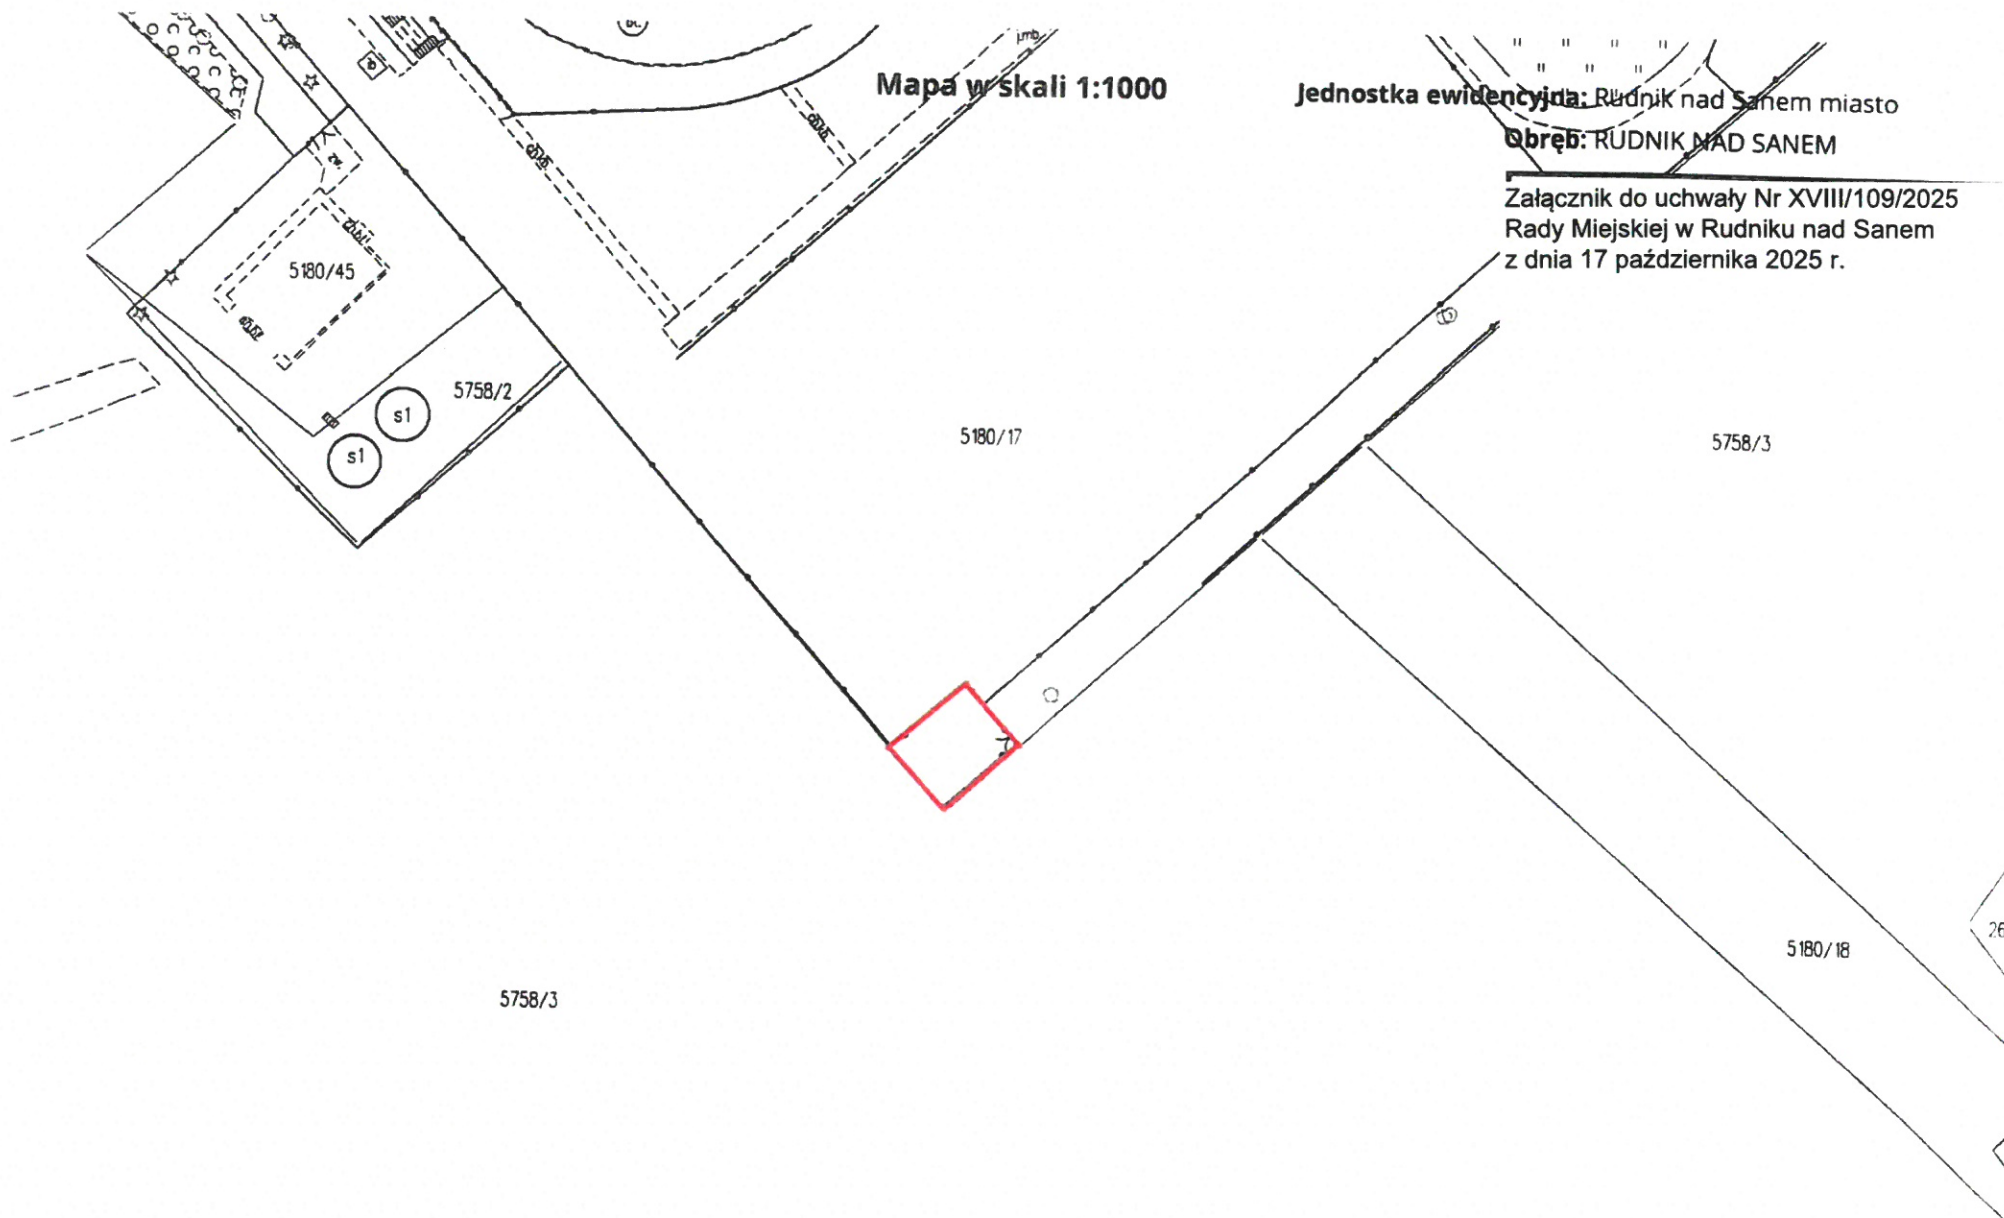 Mapa w skali 1:1000
Jednostka ewidencyjna: Rudnik nad Sanem miasto
Obręb: RUDNIK NAD SANEM
Załącznik do uchwały Nr XVIII/109/2025
Rady Miejskiej w Rudniku nad Sanem
z dnia 17 października 2025 r.
5180/45
5758/2
s1
s1
5180/17
5758/3
5180/18
26
5758/3